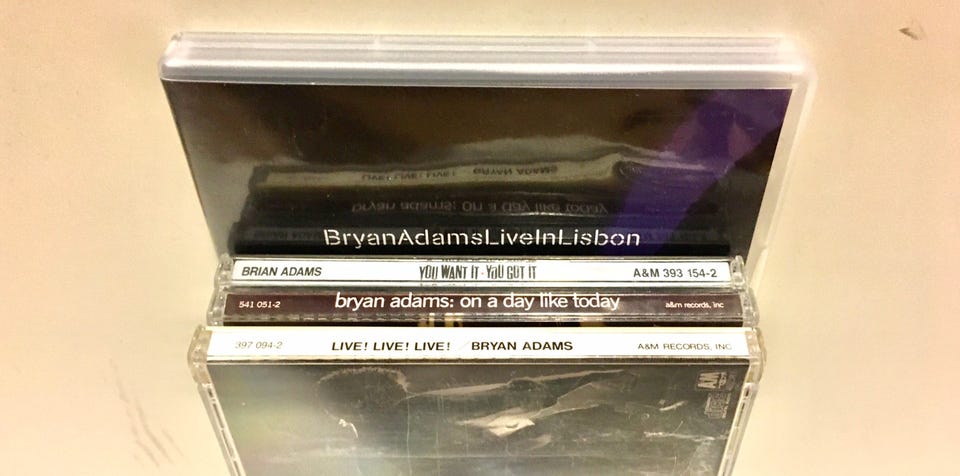 BryanAdamsLiveInLisbon
BRIAN ADAMS YOU WANT IT · YOU GOT IT A&M 393 154-2
541 051-2 bryan adams: on a day like today a&m records, inc
397 094-2 LIVE! LIVE! LIVE! / BRYAN ADAMS A&M RECORDS, INC
AM